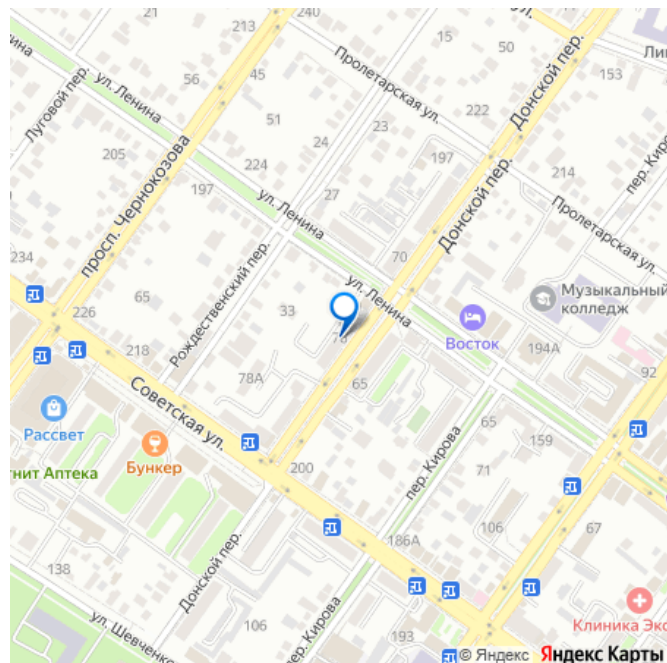 240
213
ул. Ленина
Луговой пер.
56
45
51
205
224
197
просп. Чернокозова
234
226
65
218
15
50
Пролетарская ул.
222
24
23
27
197
ул. Ленина
Донской пер.
153
214
пер. Киро
Пролетарская ул.
Донской пер.
70
ул. Ленина
Рождественский пер.
33
78А
65
Музыкальный
колледж
Восток
194А
92
Советская ул.
Рассвет
гнит Аптека
Бункер
200
пер. Кирова
65
159
71
106
67
186А
138
Донской пер.
ул. Шевченко
106
пер. Кирова
193
Клиника Экс
© Яндекс Яндекс Карты